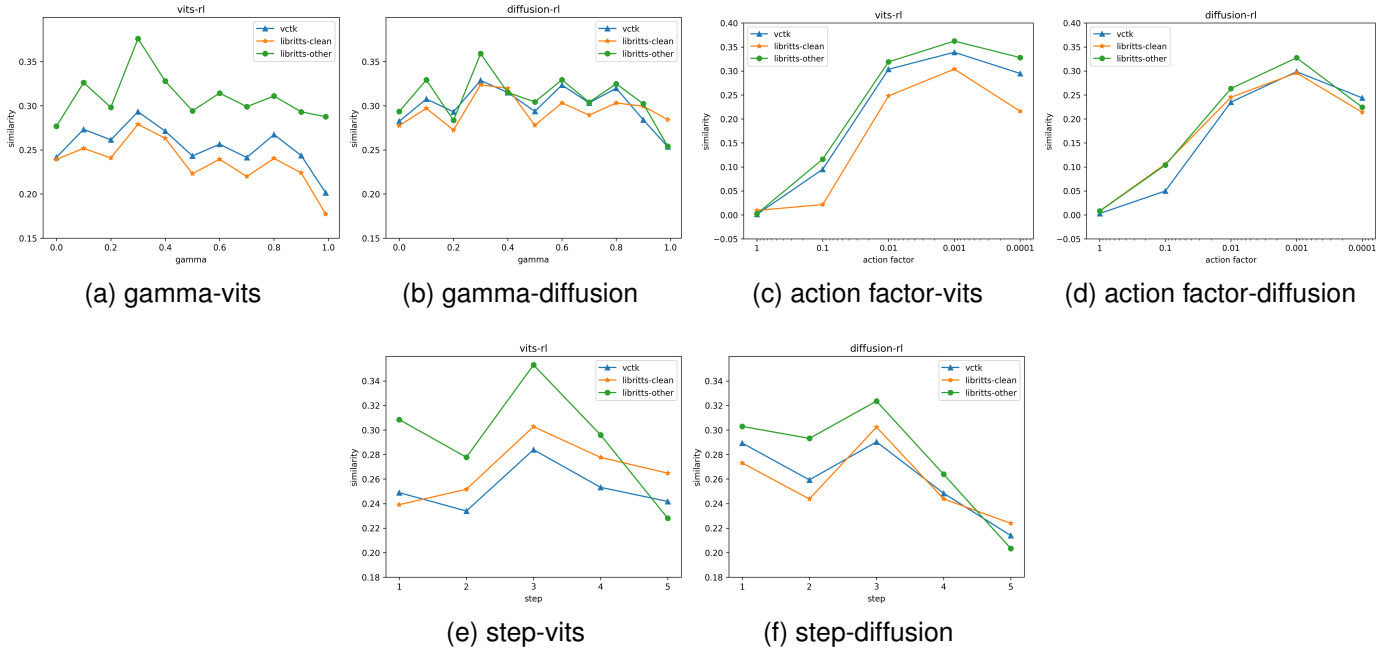 vits-rl
vctk
libritts-clean
libritts-other
similarity
0.35
0.30
0.25
0.20
0.15
0.0 0.2 0.4 0.6 0.8 1.0
gamma
(a) gamma-vits
diffusion-rl
vctk
libritts-clean
libritts-other
similarity
0.35
0.30
0.25
0.20
0.15
0.0 0.2 0.4 0.6 0.8 1.0
gamma
(b) gamma-diffusion
vits-rl
vctk
libritts-clean
libritts-other
similarity
0.40
0.35
0.30
0.25
0.20
0.15
0.10
0.05
0.00
−0.05
1 0.1 0.01 0.001 0.0001
action factor
(c) action factor-vits
diffusion-rl
vctk
libritts-clean
libritts-other
similarity
0.40
0.35
0.30
0.25
0.20
0.15
0.10
0.05
0.00
−0.05
1 0.1 0.01 0.001 0.0001
action factor
(d) action factor-diffusion
vits-rl
vctk
libritts-clean
libritts-other
similarity
0.34
0.32
0.30
0.28
0.26
0.24
0.22
0.20
0.18
1 2 3 4 5
step
(e) step-vits
diffusion-rl
vctk
libritts-clean
libritts-other
similarity
0.34
0.32
0.30
0.28
0.26
0.24
0.22
0.20
0.18
1 2 3 4 5
step
(f) step-diffusion